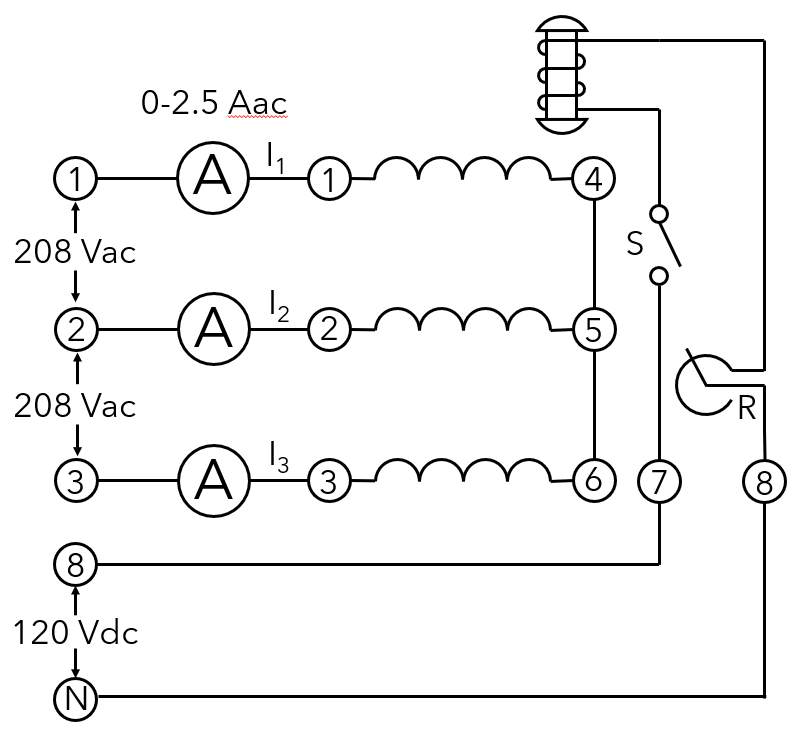 0-2.5 Aac
1 A I₁ 1 4
208 Vac
S
2 A I₂ 2 5
208 Vac
R
3 A I₃ 3 6 7 8
8
120 Vdc
N